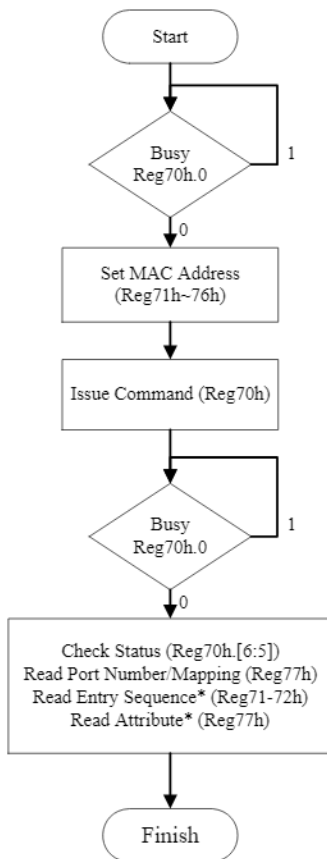 Start
Busy
Reg70h.0
1
0
Set MAC Address
(Reg71h~76h)
Issue Command (Reg70h)
Busy
Reg70h.0
1
0
Check Status (Reg70h.[6:5])
Read Port Number/Mapping (Reg77h)
Read Entry Sequence* (Reg71-72h)
Read Attribute* (Reg77h)
Finish